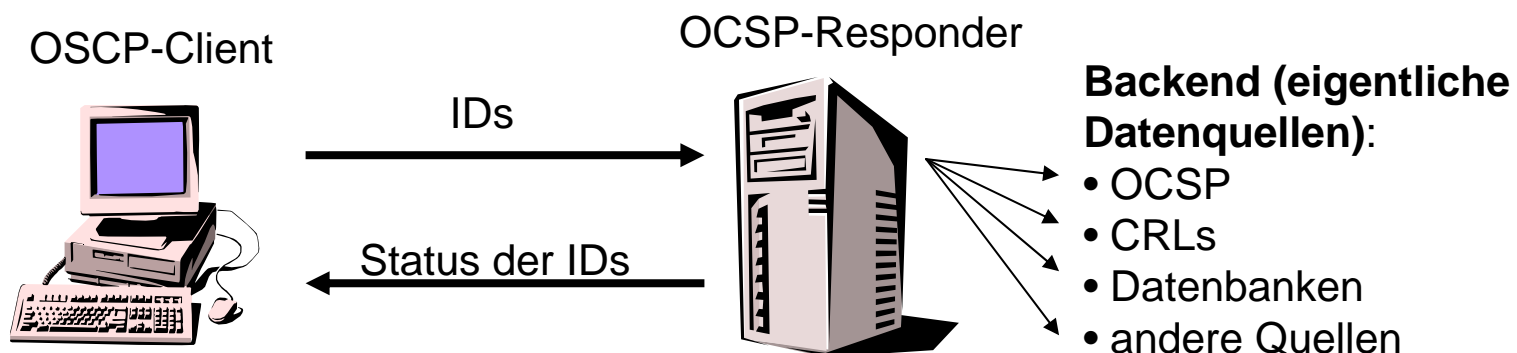 OSCP-Client
OCSP-Responder
IDs
Status der IDs
Backend (eigentliche
Datenquellen):
• OCSP
• CRLs
• Datenbanken
• andere Quellen